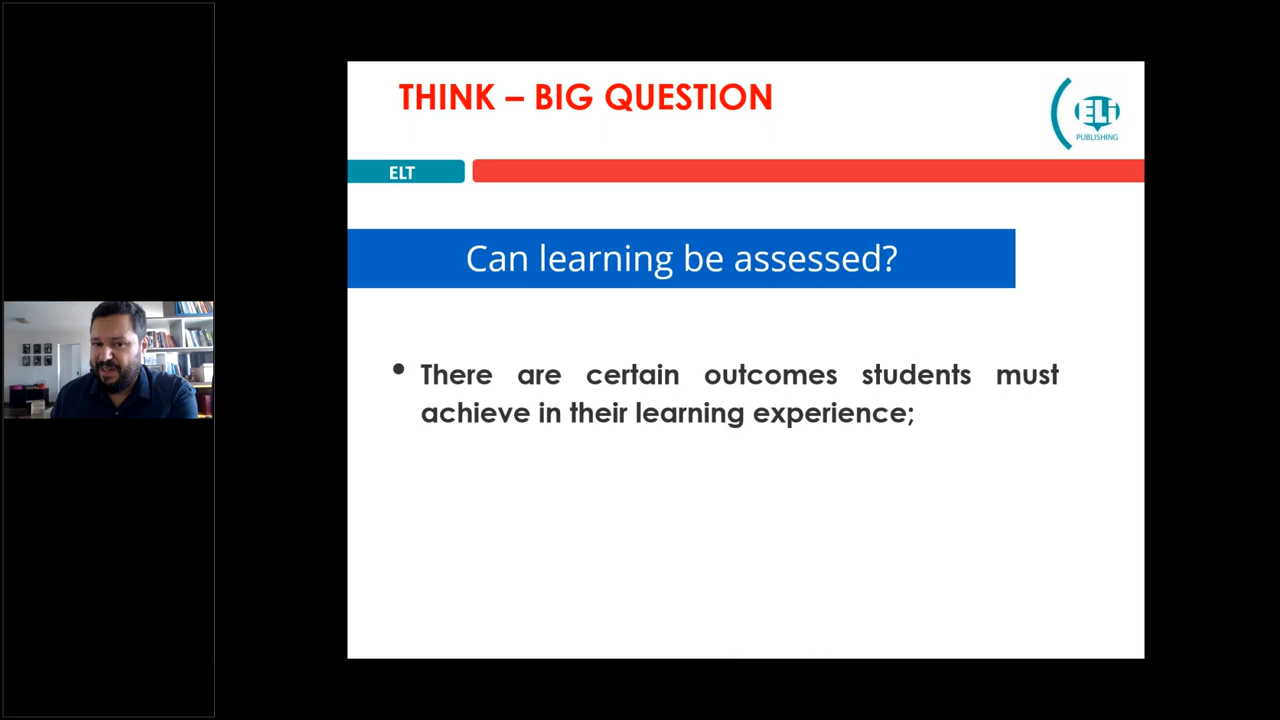 THINK – BIG QUESTION
ELi
PUBLISHING
ELT
Can learning be assessed?
• There are certain outcomes students must
achieve in their learning experience;